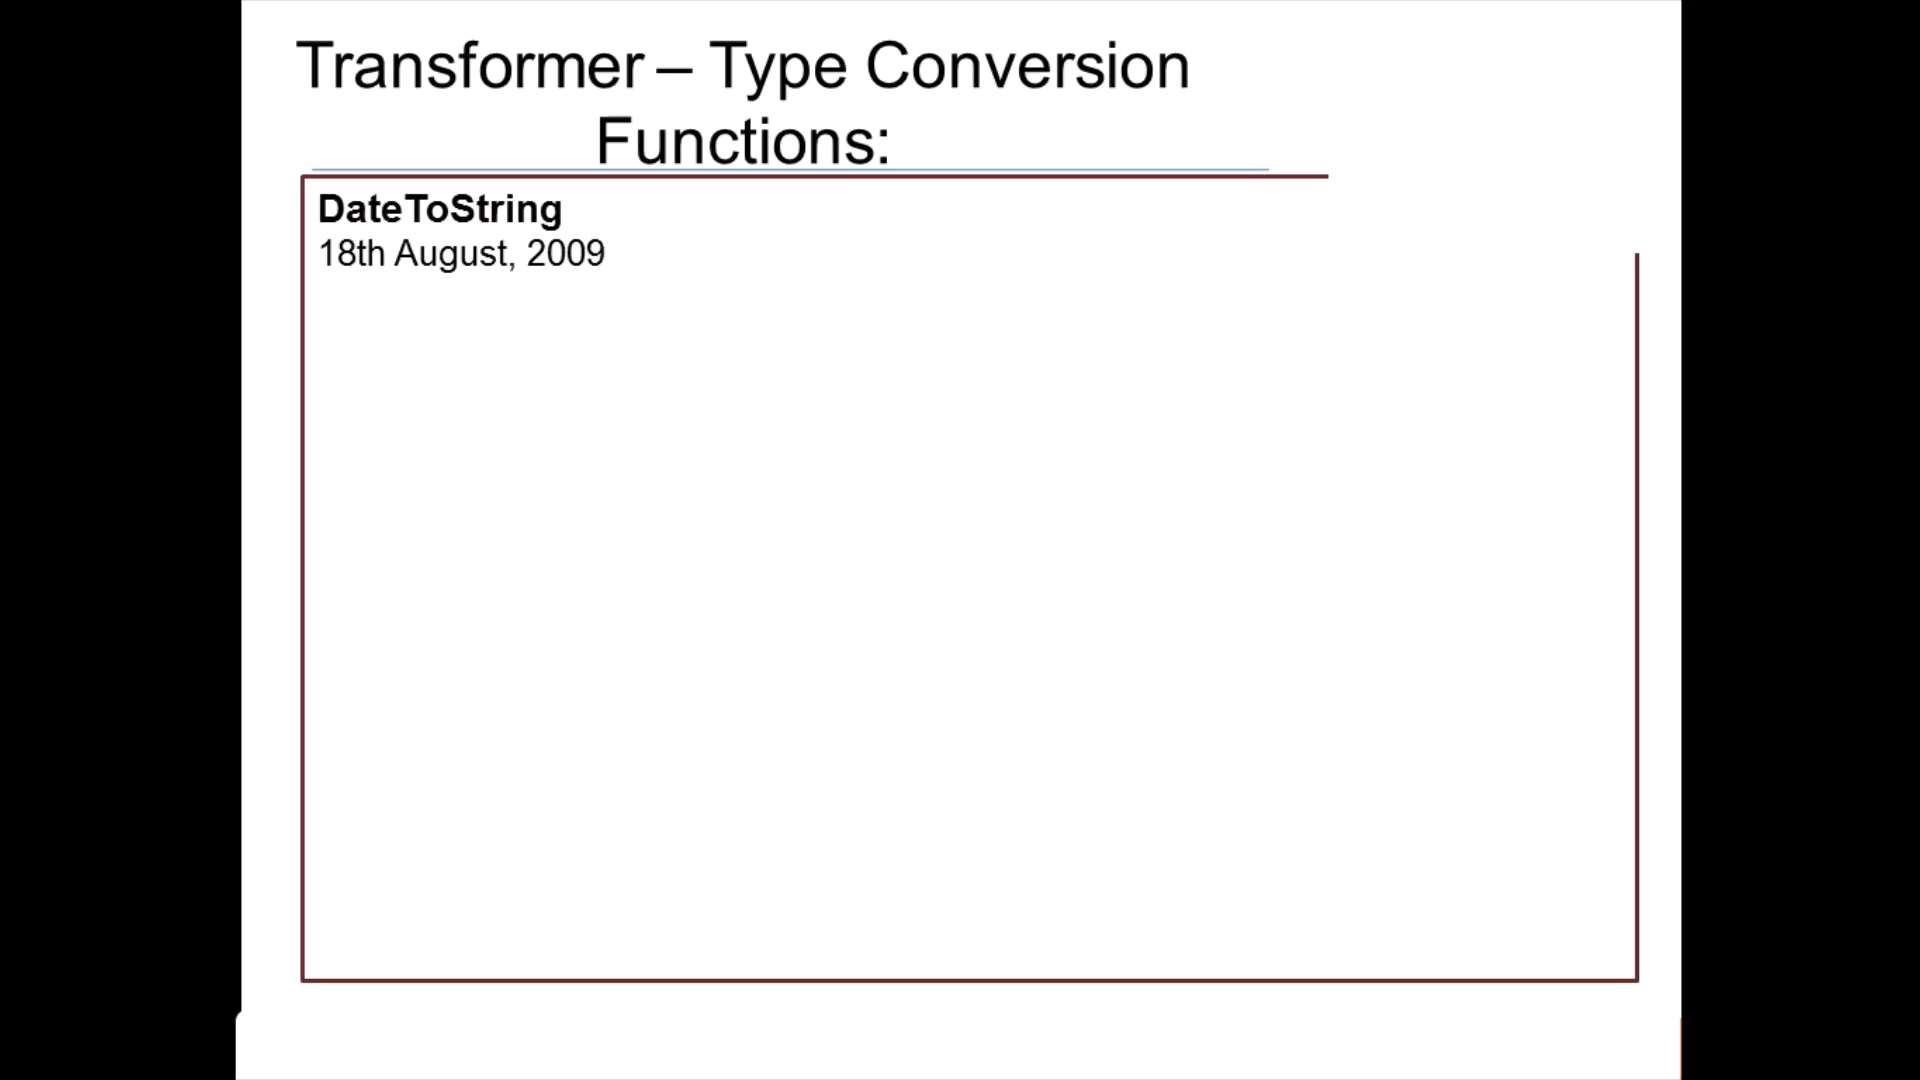 Transformer – Type Conversion
Functions:
DateToString
18th August, 2009